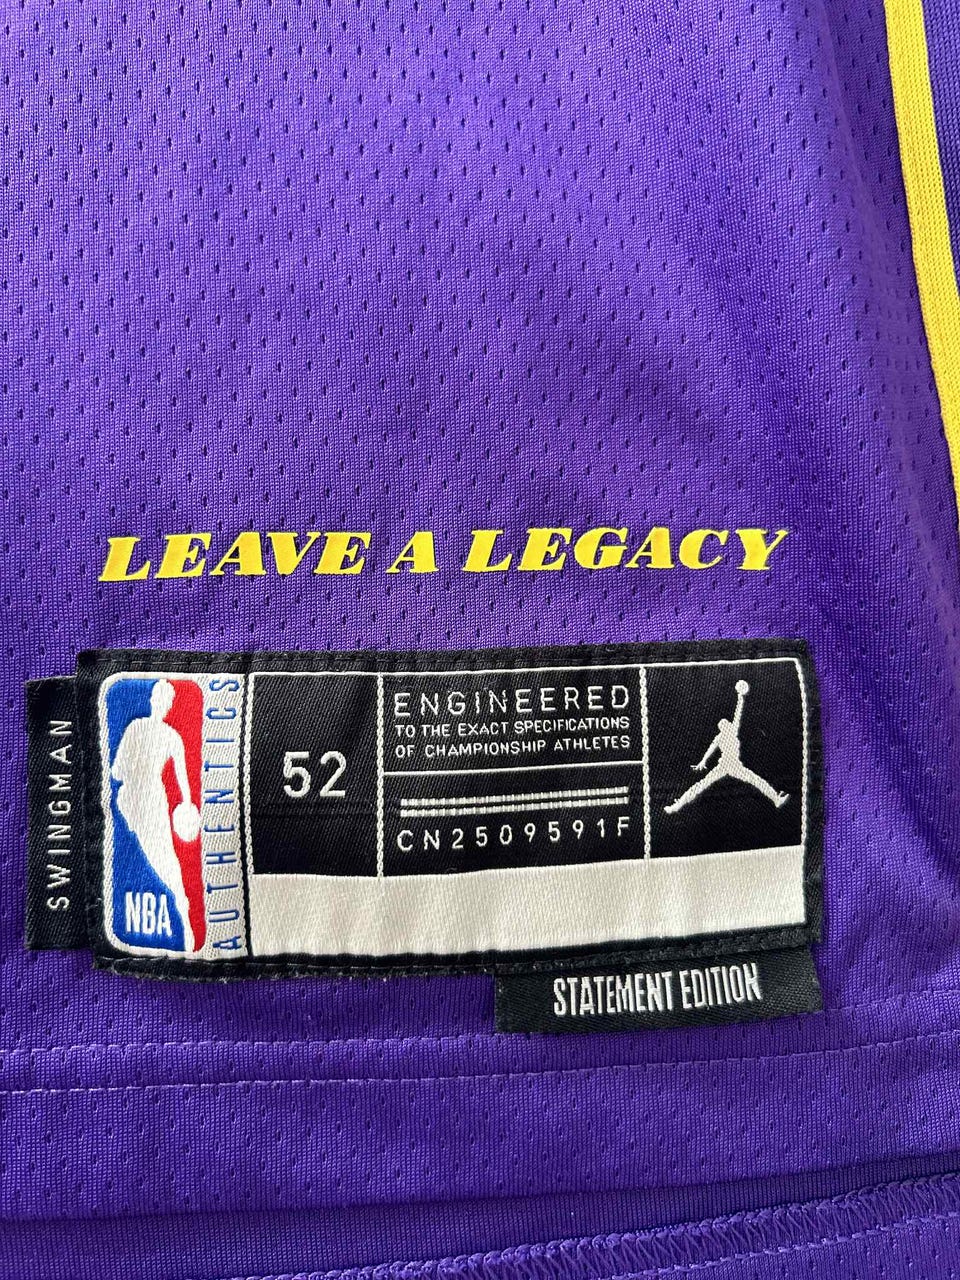 LEAVE A LEGACY
SWINGMAN
NBA
AUTHENTICS
52
ENGINEERED
TO THE EXACT SPECIFICATIONS
OF CHAMPIONSHIP ATHLETES
CN2509591F
STATEMENT EDITION